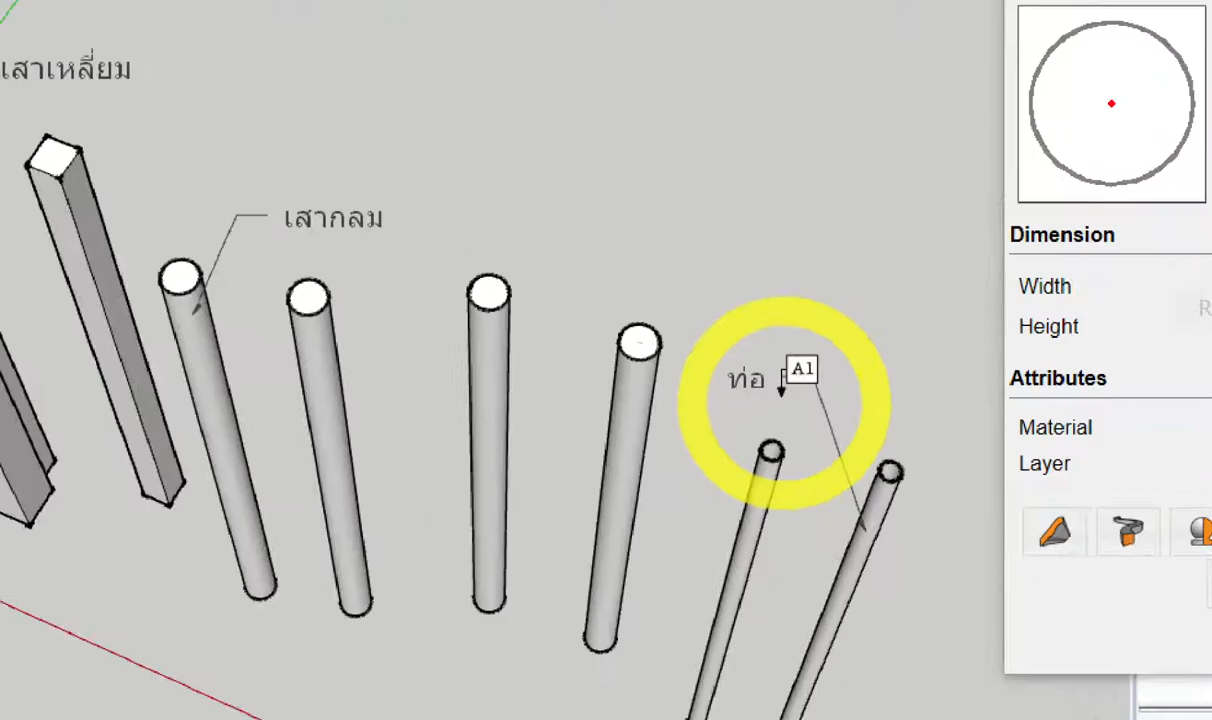 เสาเหลี่ยม
เสากลม
ท่อ
A1
Dimension
Width
R
Height
Attributes
Material
Layer